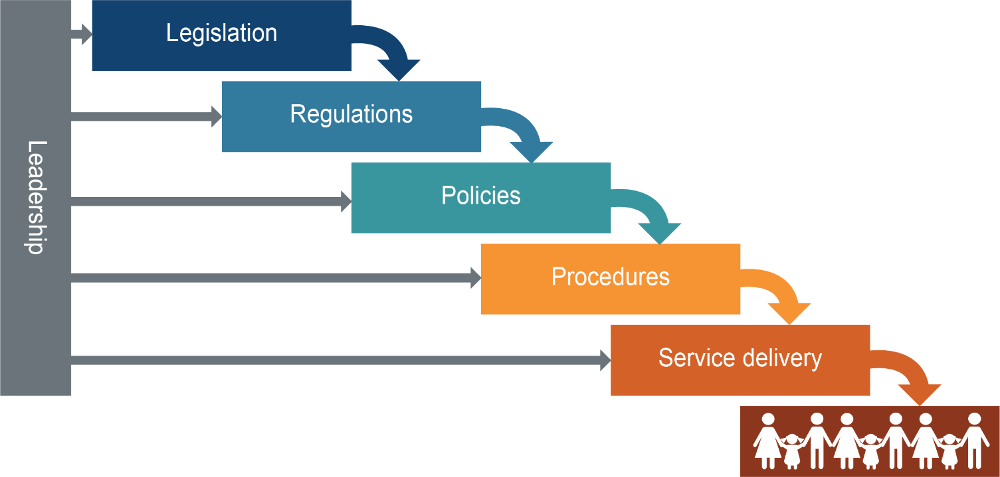 Leadership
Legislation
Regulations
Policies
Procedures
Service delivery